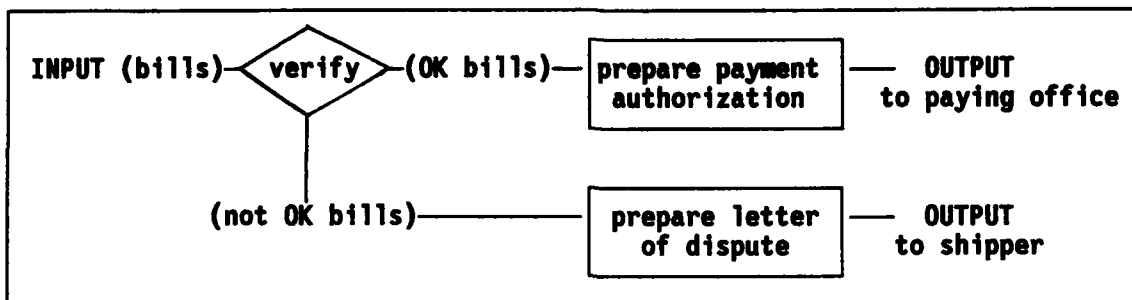 INPUT (bills) verify (OK bills) prepare payment authorization OUTPUT to paying office
(not OK bills) prepare letter of dispute OUTPUT to shipper